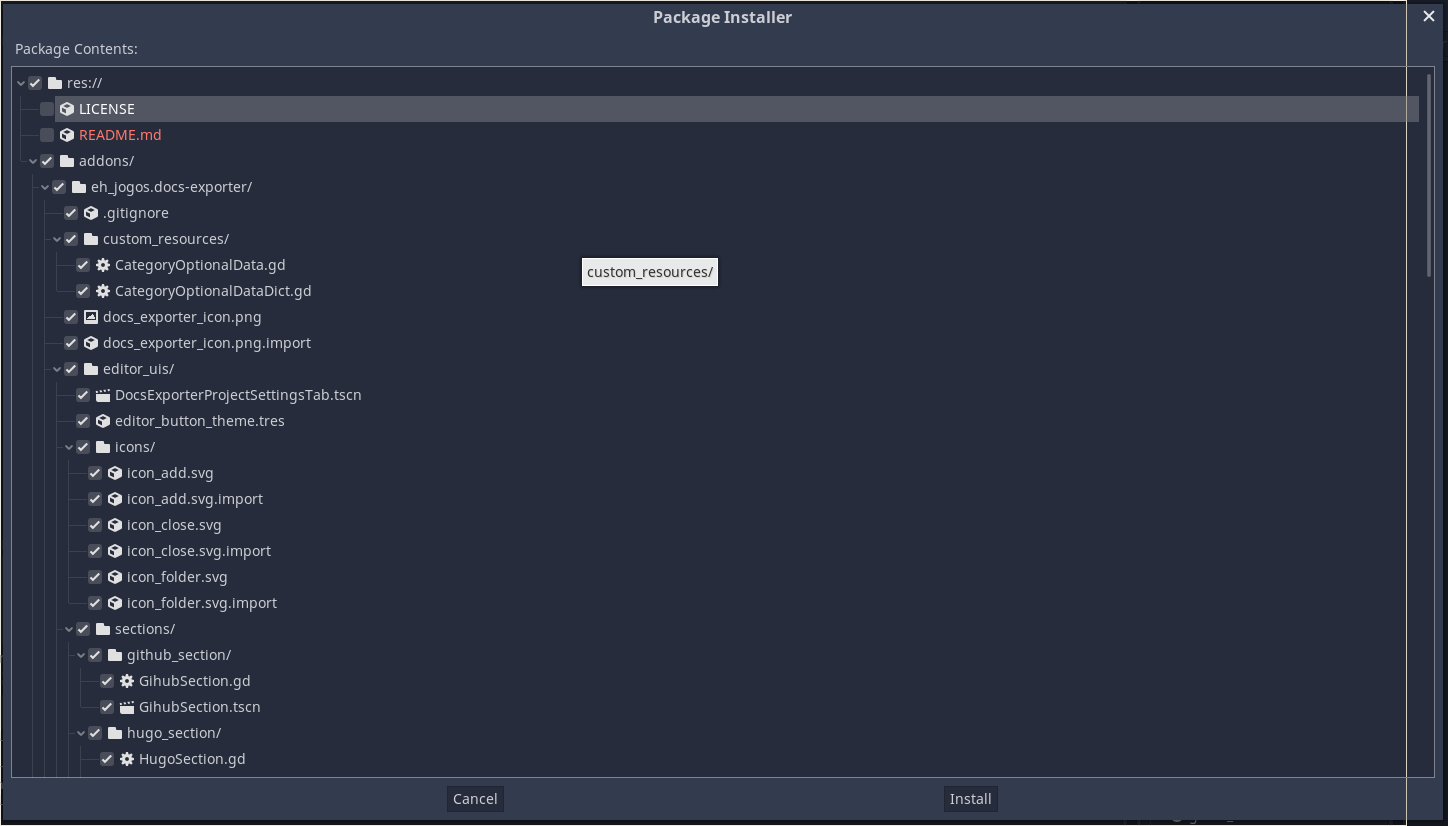 Package Installer
Package Contents:
res://
LICENSE
README.md
addons/
eh_jogos.docs-exporter/
.gitignore
custom_resources/
CategoryOptionalData.gd
custom_resources/
CategoryOptionalDataDict.gd
docs_exporter_icon.png
docs_exporter_icon.png.import
editor_uis/
DocsExporterProjectSettingsTab.tscn
editor_button_theme.tres
icons/
icon_add.svg
icon_add.svg.import
icon_close.svg
icon_close.svg.import
icon_folder.svg
icon_folder.svg.import
sections/
github_section/
GihubSection.gd
GihubSection.tscn
hugo_section/
HugoSection.gd
Cancel Install